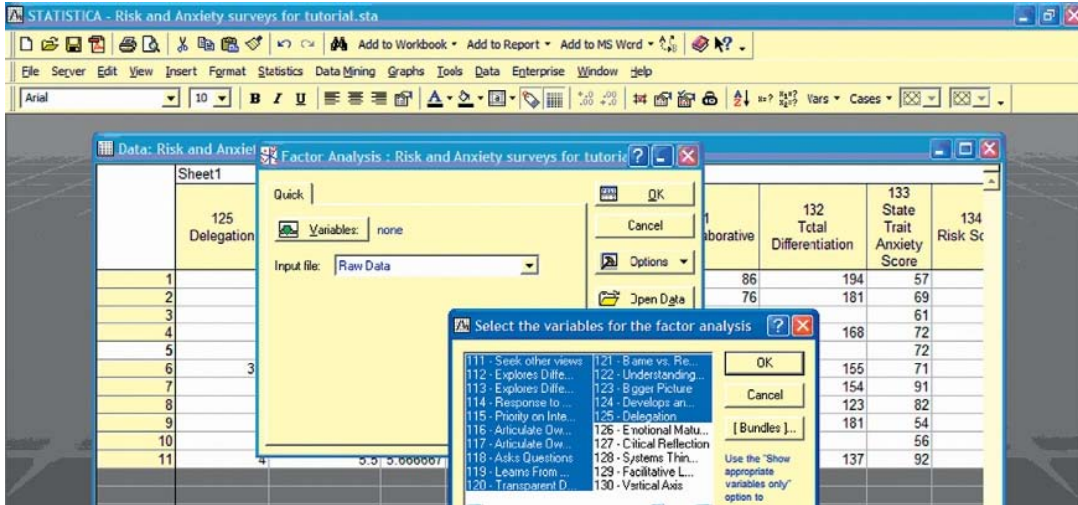 STATISTICA - Risk and Anxiety surveys for tutorial.sta
Add to Workbook Add to Report Add to MS Word
File Server Edit View Insert Format Statistics Data Mining Graphs Tools Data Enterprise Window Help
Arial 10 B I U A Vars Cases
Data: Risk and Anxiet
Sheet1
125 Delegation
1
2
3
4
5
6 3
7
8
9
10
11 4 5.5 5.666667
Factor Analysis : Risk and Anxiety surveys for tutoria
Quick
Variables: none
Input file: Raw Data
OK
Cancel
Options
Open Data
aborative
132 Total Differentiation
133 State Trait Anxiety Score
134 Risk Sc
86 194 57
76 181 69
61
168 72
72
155 71
154 91
123 82
181 54
56
137 92
Select the variables for the factor analysis
111 - Seek other views
112 - Explores Diffe...
113 - Explores Diffe...
114 - Response to ...
115 - Priority on Inte...
116 - Articulate Ow...
117 - Articulate Ow...
118 - Asks Questions
119 - Learns From ...
120 - Transparent D...
121 - Blame vs. Re...
122 - Understanding...
123 - Bigger Picture
124 - Develops an...
125 - Delegation
126 - Emotional Matu...
127 - Critical Reflection
128 - Systems Thin...
129 - Facilitative L...
130 - Vertical Axis
OK
Cancel
[Bundles]...
Use the "Show
appropriate
variables only"
option to